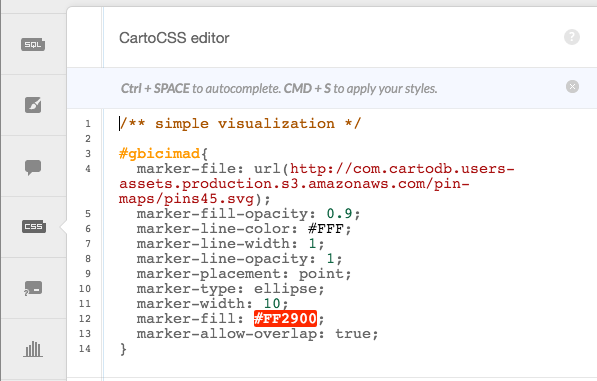 CartoCSS editor
?
Ctrl + SPACE to autocomplete. CMD + S to apply your styles.
SQL
CSS
?
1 /** simple visualization */
2
3 #gbicimad{
4 marker-file: url(http://com.cartodb.users-
assets.production.s3.amazonaws.com/pin-
maps/pins45.svg);
5 marker-fill-opacity: 0.9;
6 marker-line-color: #FFF;
7 marker-line-width: 1;
8 marker-line-opacity: 1;
9 marker-placement: point;
10 marker-type: ellipse;
11 marker-width: 10;
12 marker-fill: #FF2900;
13 marker-allow-overlap: true;
14 }